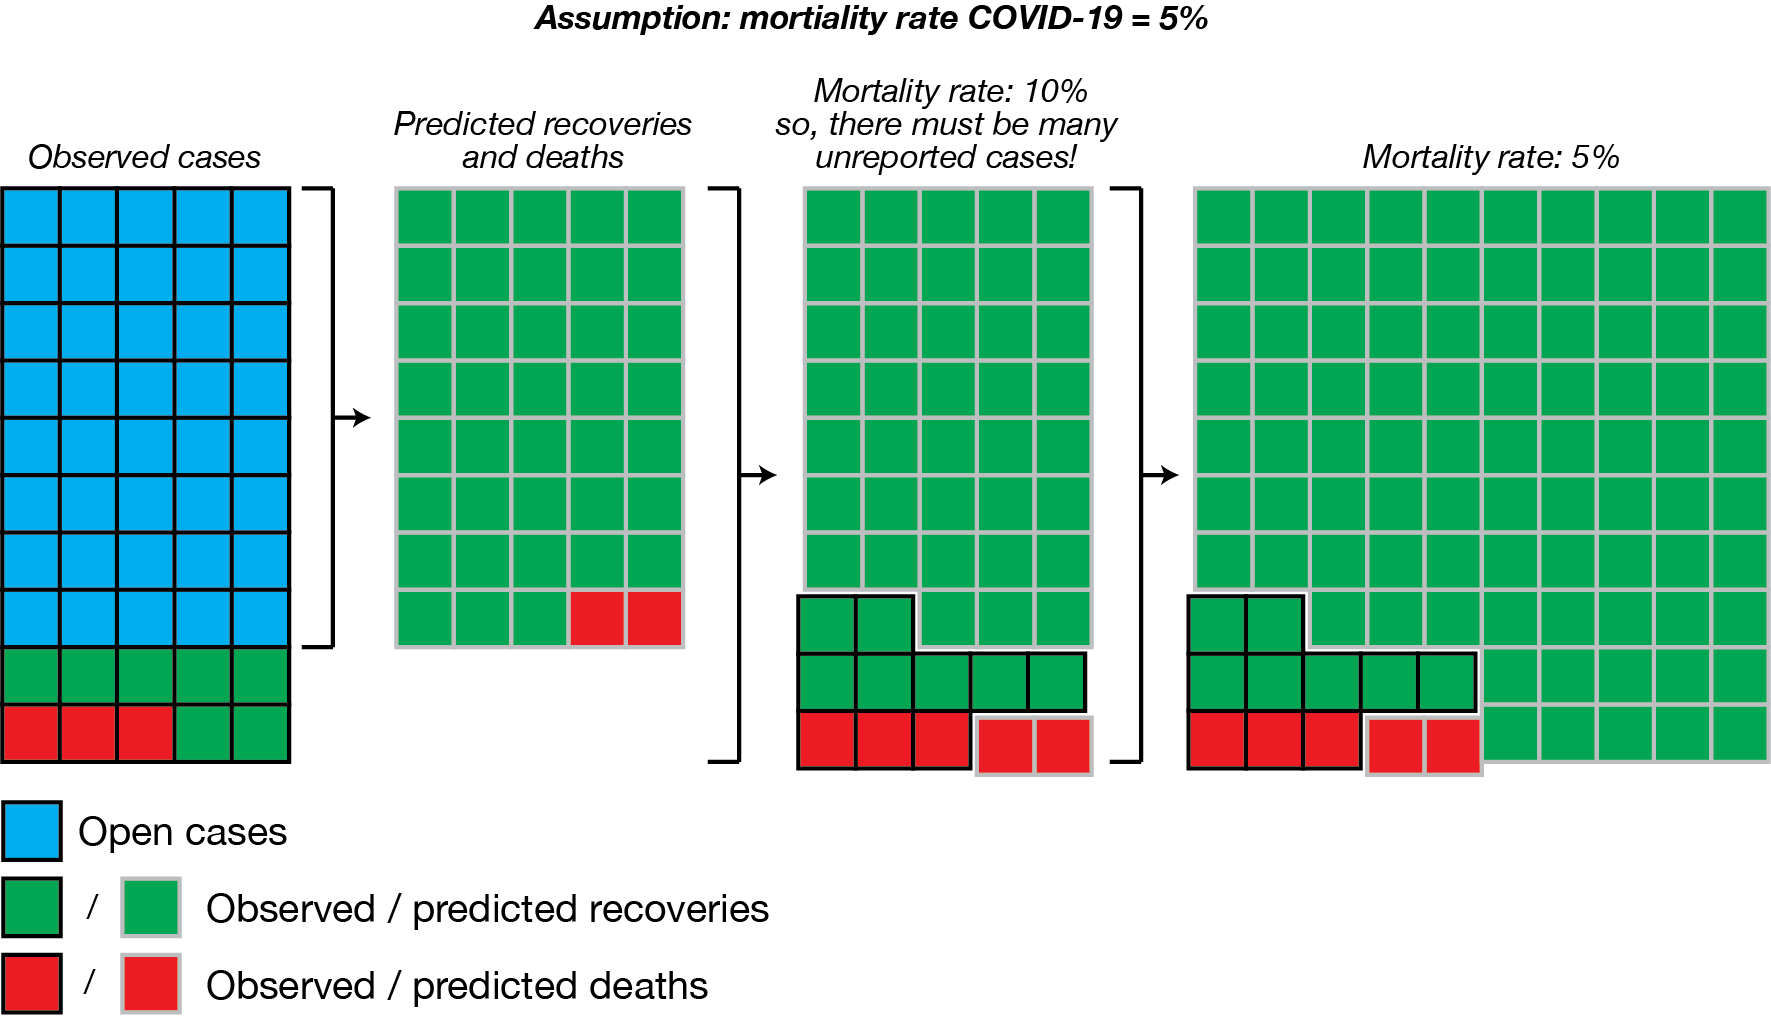 Assumption: mortiality rate COVID-19 = 5%
Observed cases
Predicted recoveries
and deaths
Mortality rate: 10%
so, there must be many
unreported cases!
Mortality rate: 5%
Open cases
/ Observed / predicted recoveries
/ Observed / predicted deaths